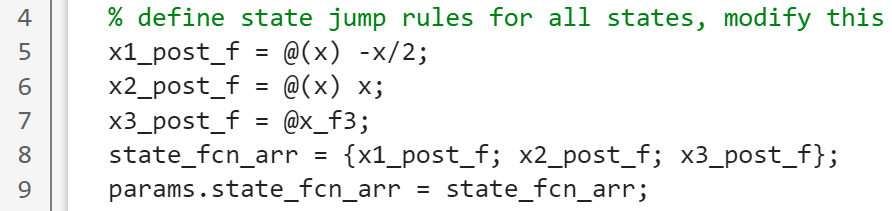 4 % define state jump rules for all states, modify this
5 x1_post_f = @(x) -x/2;
6 x2_post_f = @(x) x;
7 x3_post_f = @x_f3;
8 state_fcn_arr = {x1_post_f; x2_post_f; x3_post_f};
9 params.state_fcn_arr = state_fcn_arr;